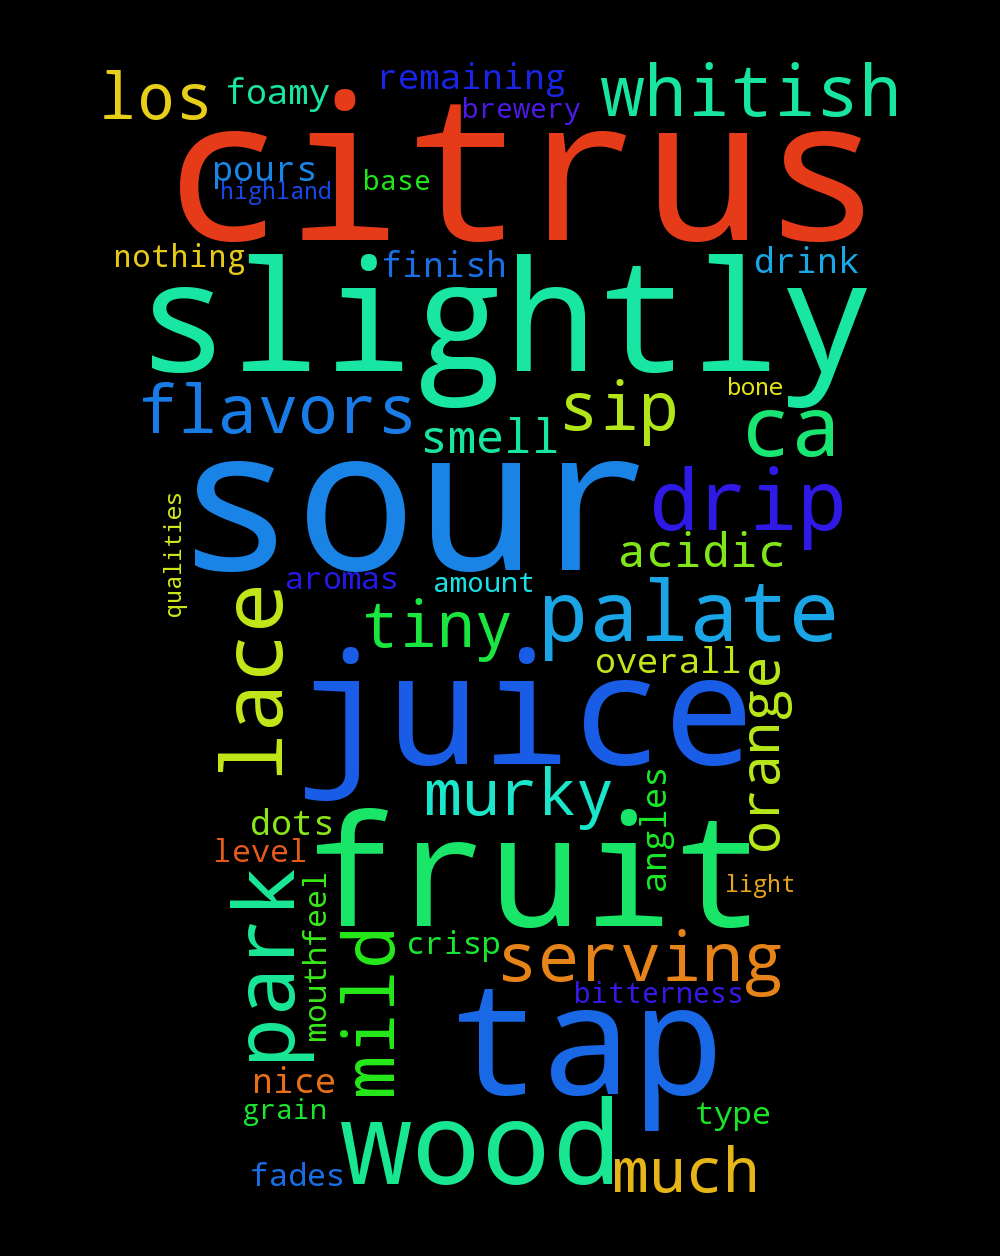 los
foamy
remaining
whitish
brewery
citrus
pours
highland
base
nothing
finish
drink
slightly
flavors
sip
bone
ca
smell
sour
drip
qualities
acidic
aromas
amount
lace
tiny
palate
overall
juice
orange
murky
angles
dots
level
fruit
light
park
mouthfeel
mild
crisp
serving
bitterness
tap
nice
grain
type
wood
much
fades